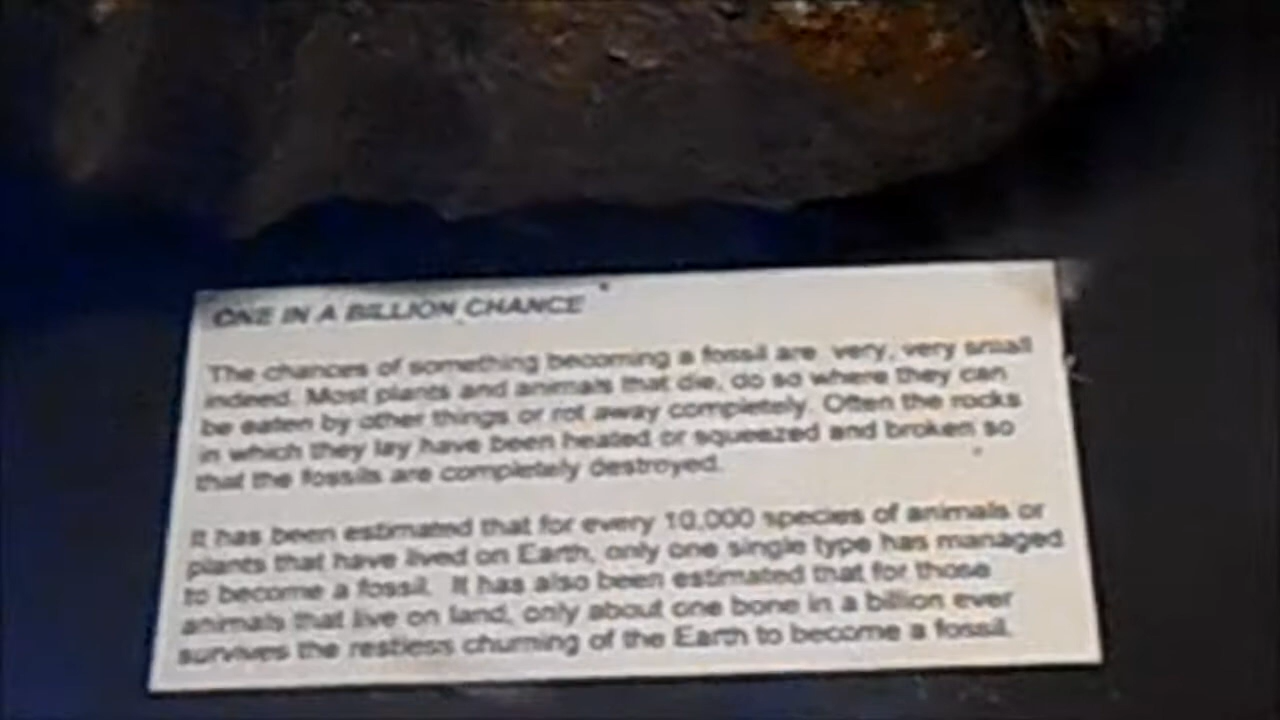 ONE IN A BILLION CHANCE
The chances of something becoming a fossil are very, very small
indeed. Most plants and animals that die, do so where they can
be eaten by other things or rot away completely. Often the rocks
in which they lay have been heated or squeezed and broken so
that the fossils are completely destroyed.
It has been estimated that for every 10,000 species of animals or
plants that have lived on Earth, only one single type has managed
to become a fossil. It has also been estimated that for those
animals that live on land, only about one bone in a billion ever
survives the restless churning of the Earth to become a fossil.